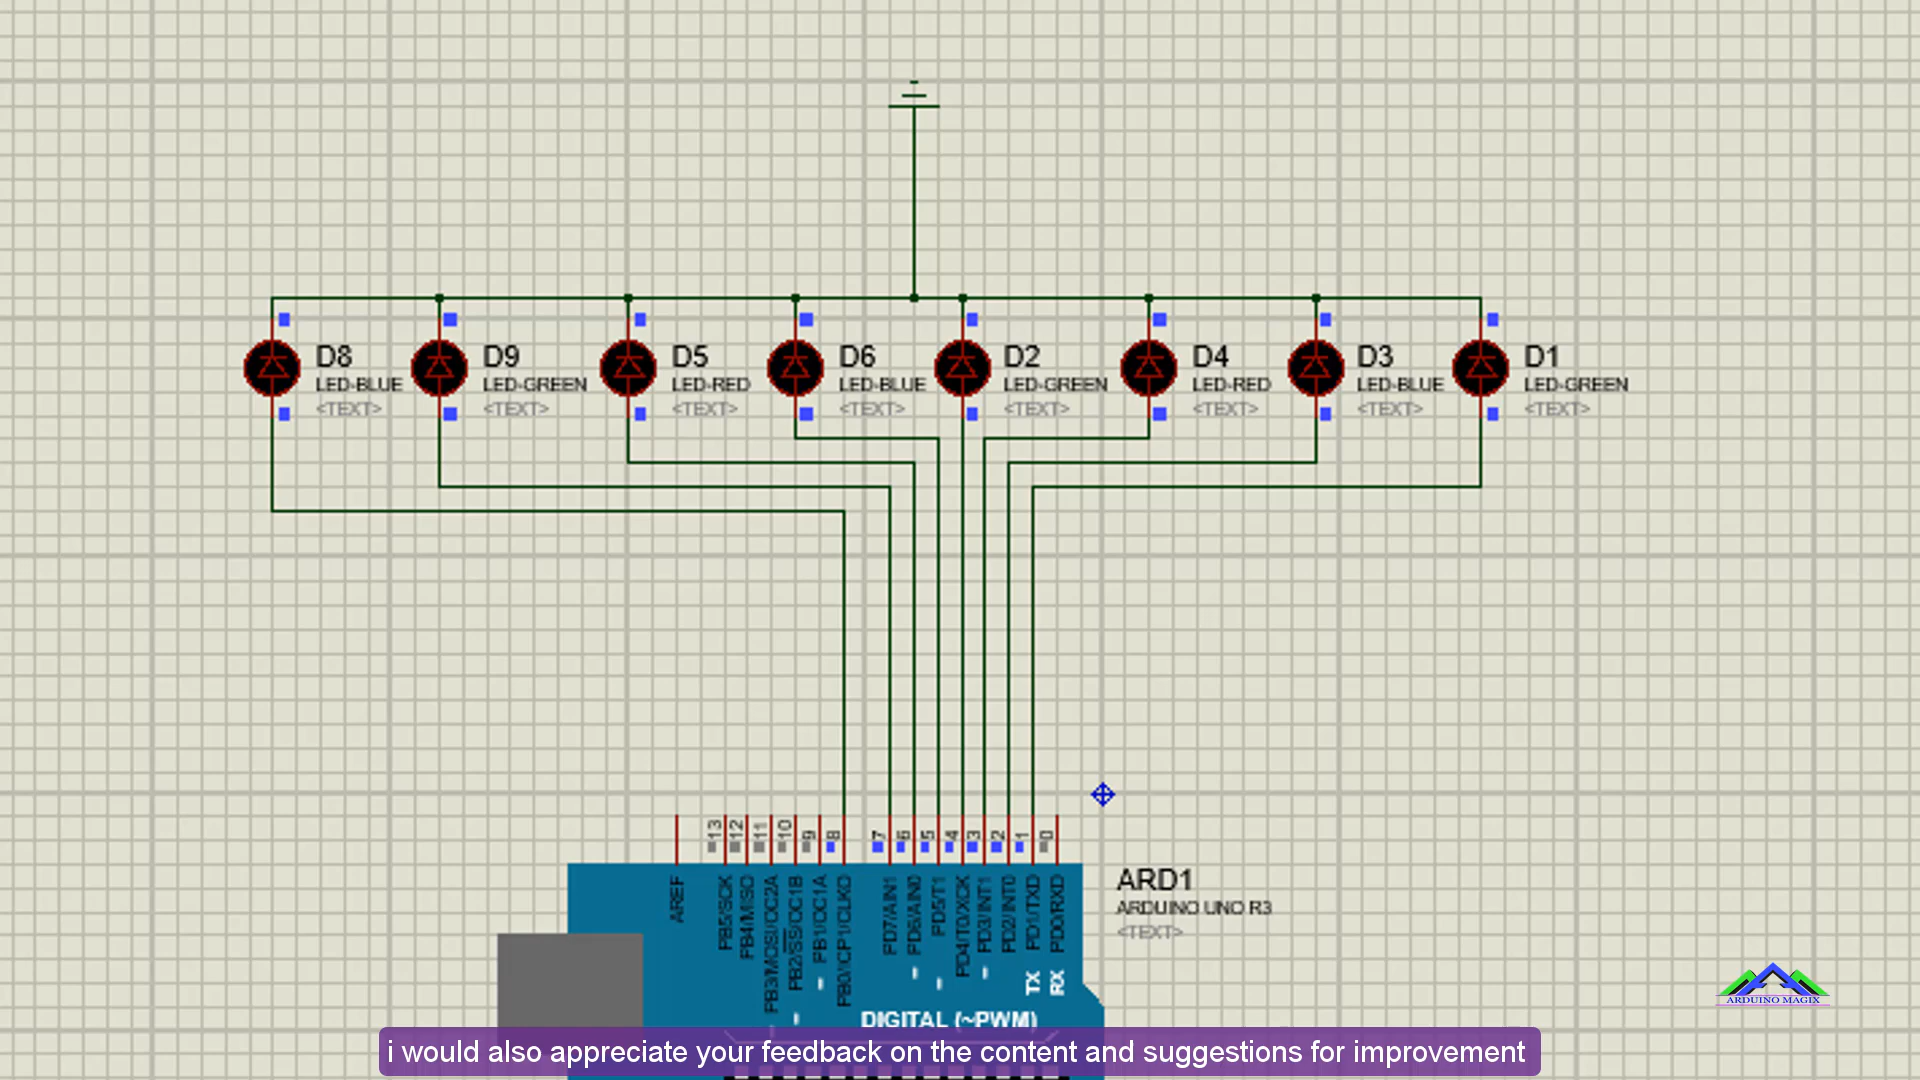 D8
LED-BLUE
<TEXT>
D9
LED-GREEN
<TEXT>
D5
LED-RED
<TEXT>
D6
LED-BLUE
<TEXT>
D2
LED-GREEN
<TEXT>
D4
LED-RED
<TEXT>
D3
LED-BLUE
<TEXT>
D1
LED-GREEN
<TEXT>
13
12
11
10
9
8
7
6
5
4
3
2
1
0
AREF
PB5/SCK
PB4/MISO
PB3/MOSI/OC2A
PB2/SS/OC1B
PB1/OC1A
PB0/ICP1/CLKO
PD7/AIN1
PD6/AIN0
PD5/T1
PD4/T0/XCK
PD3/INT1
PD2/INT0
PD1/TXD
PD0/RXD
TX
RX
DIGITAL (~PWM)
ARD1
ARDUINO UNO R3
<TEXT>
ARDUINO MAGIX
i would also appreciate your feedback on the content and suggestions for improvement